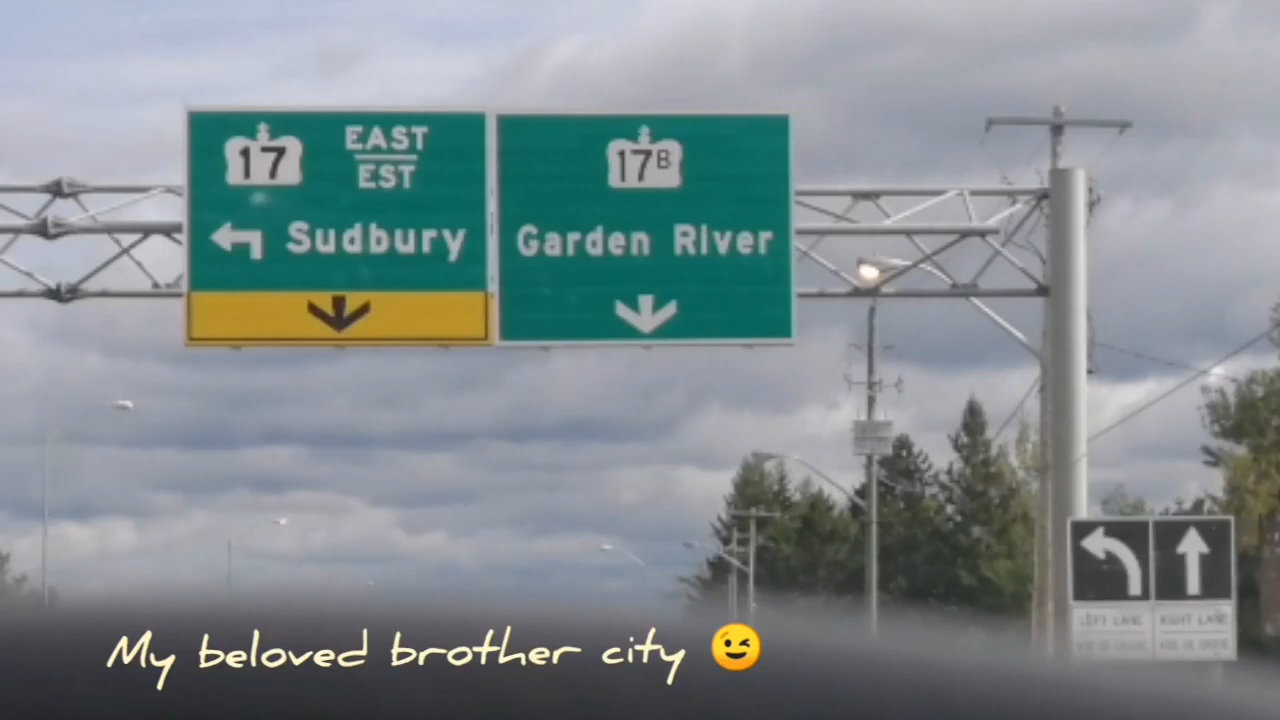 17 EAST
EST
Sudbury
17B
Garden River
LEFT LANE
RIGHT LANE
My beloved brother city 😉